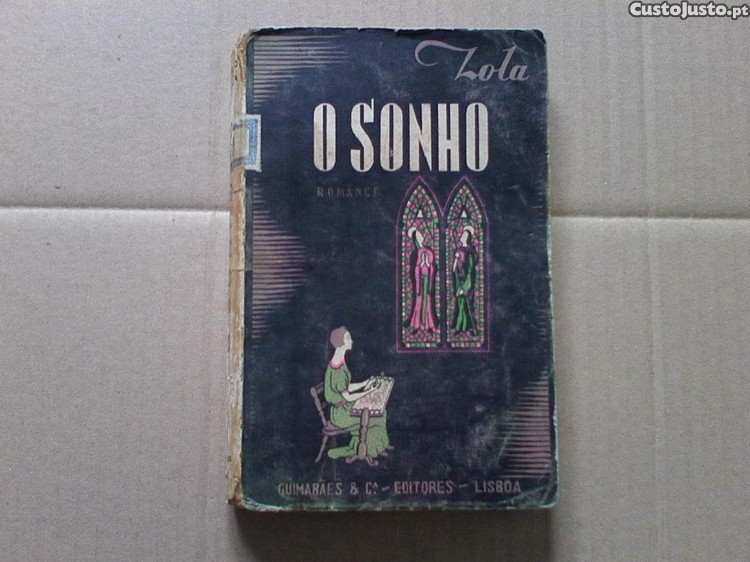 CustoJusto.pt
Zola
O SONHO
ROMANCE
GUIMARÃES & Cª - EDITORES - LISBOA